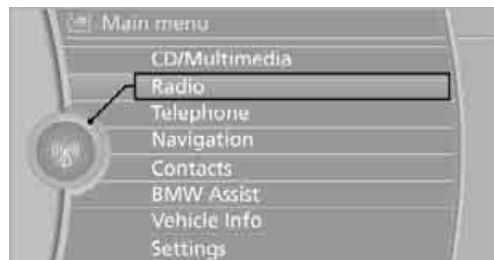 Main menu
CD/Multimedia
Radio
Telephone
Navigation
Contacts
BMW Assist
Vehicle Info
Settings